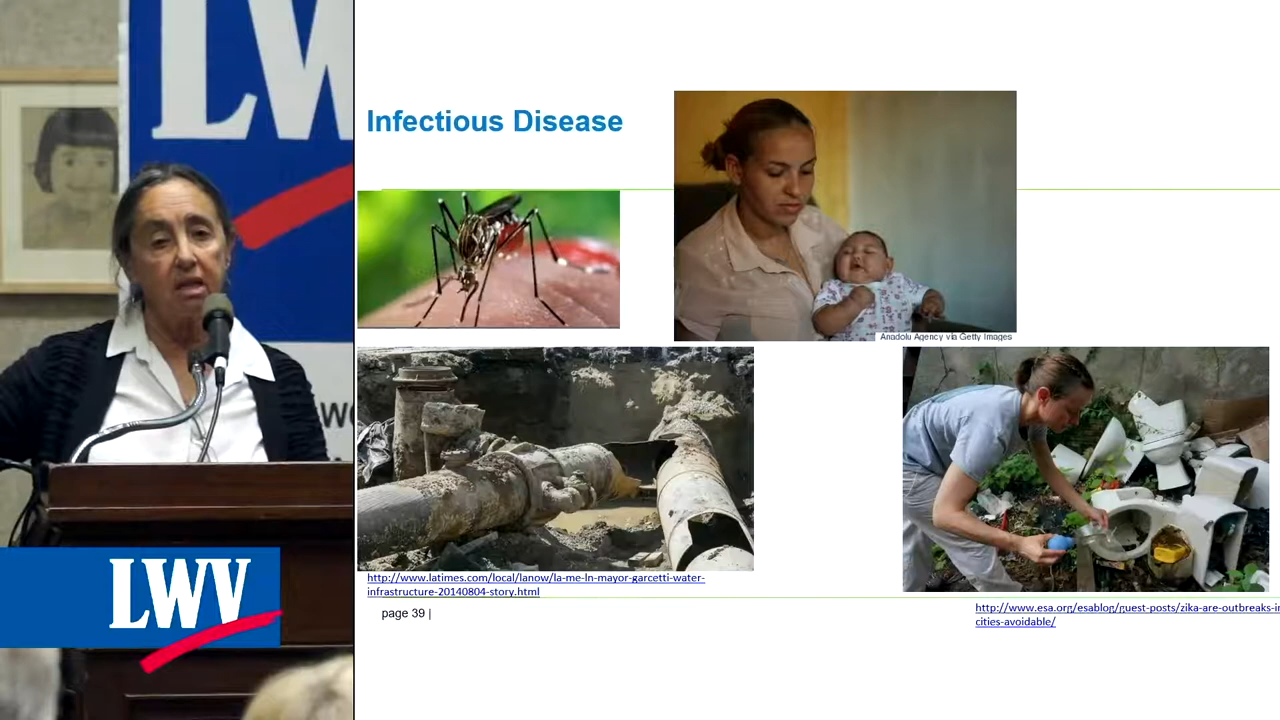 LWV
Infectious Disease
Anadolu Agency via Getty Images
http://www.latimes.com/local/lanow/la-me-ln-mayor-garcetti-water-
infrastructure-20140804-story.html
page 39 |
http://www.esa.org/esablog/guest-posts/zika-are-outbreaks-i
cities-avoidable/
LWV